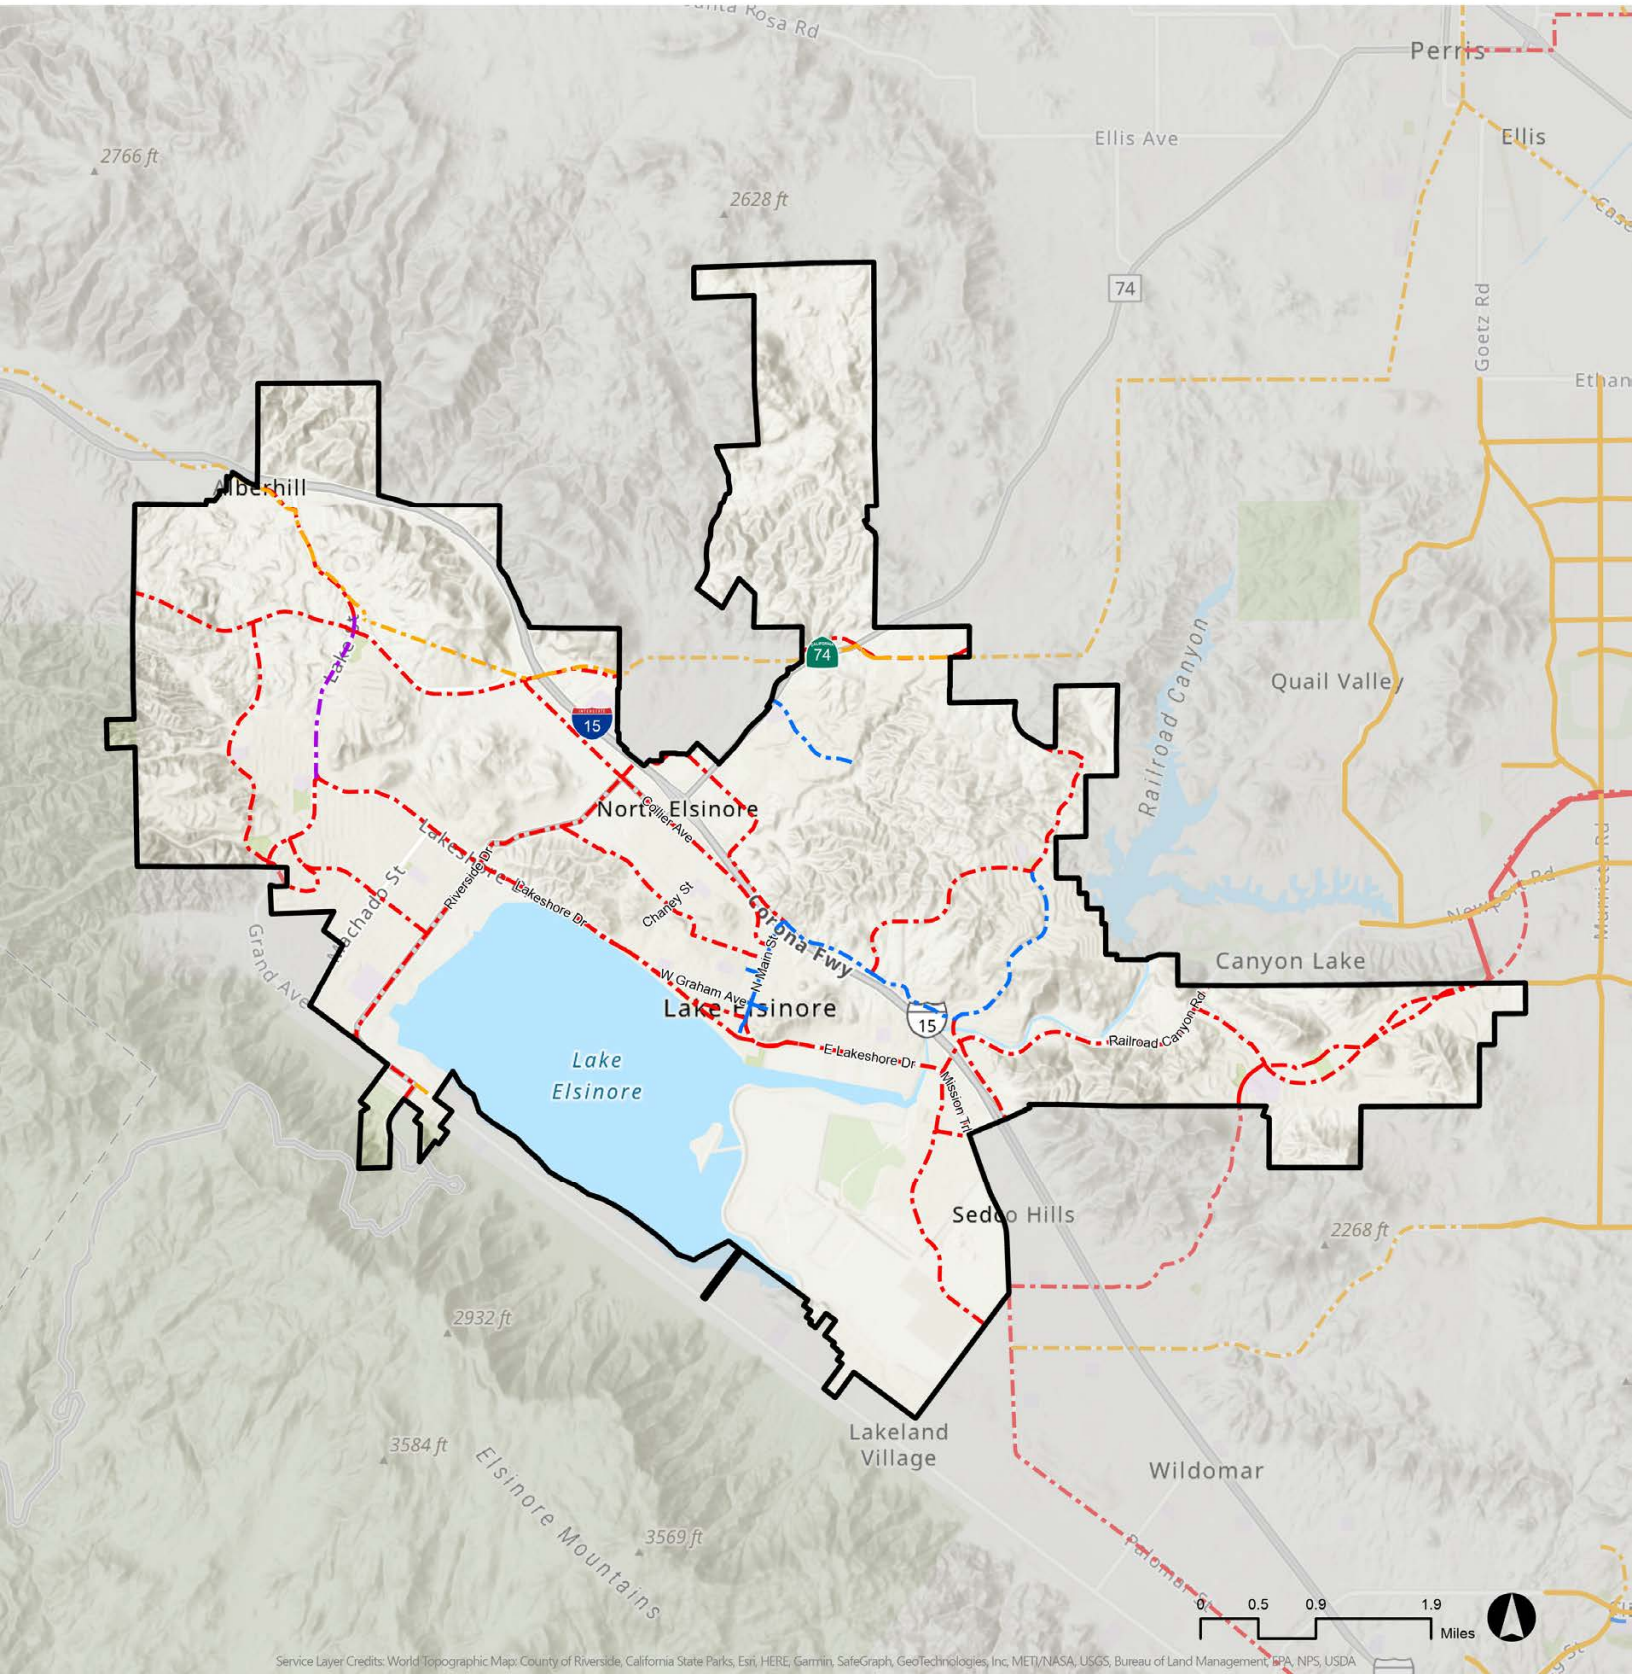 Santa Rosa Rd
Perris
Ellis Ave
Ellis
2766 ft
2628 ft
Case
74
Goetz Rd
Ethan
Alberhill
Lake St
74
Railroad Canyon
Quail Valley
15
North Elsinore
Collier Ave
Lakeshore D
Riverside Dr
Machado St
Lakeshore Dr
Chaney St
Newport Rd
Murrieta Rd
Grand Ave
Corona Fwy
N Main St
W Graham Ave
Canyon Lake
Lake Elsinore
15
Railroad Canyon Rd
E Lakeshore Dr
Lake
Elsinore
Mission Trl
Sedco Hills
2268 ft
2932 ft
Lakeland
Village
3584 ft
Elsinore Mountains
Wildomar
3569 ft
Palomar St
0 0.5 0.9 1.9
Miles
Service Layer Credits: World Topographic Map: County of Riverside, California State Parks, Esri, HERE, Garmin, SafeGraph, GeoTechnologies, Inc, METI/NASA, USGS, Bureau of Land Management, EPA, NPS, USDA